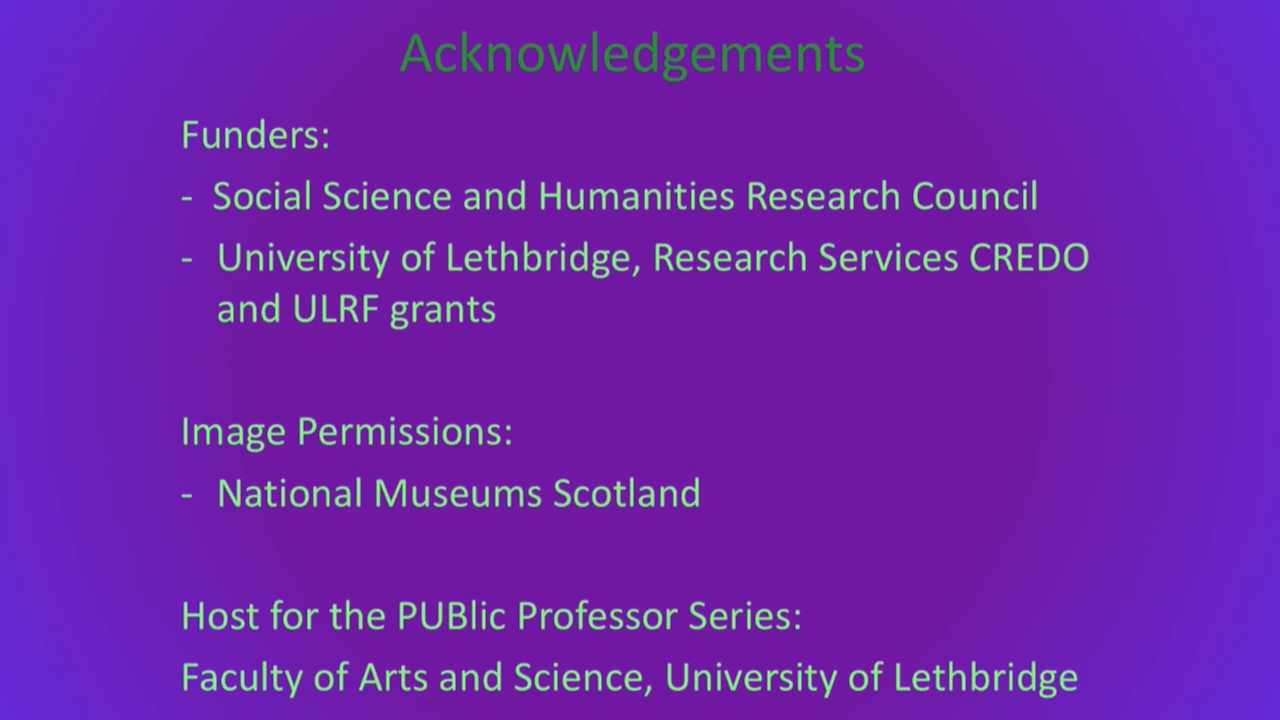 Acknowledgements
Funders:
- Social Science and Humanities Research Council
- University of Lethbridge, Research Services CREDO
and ULRF grants
Image Permissions:
- National Museums Scotland
Host for the PUBlic Professor Series:
Faculty of Arts and Science, University of Lethbridge